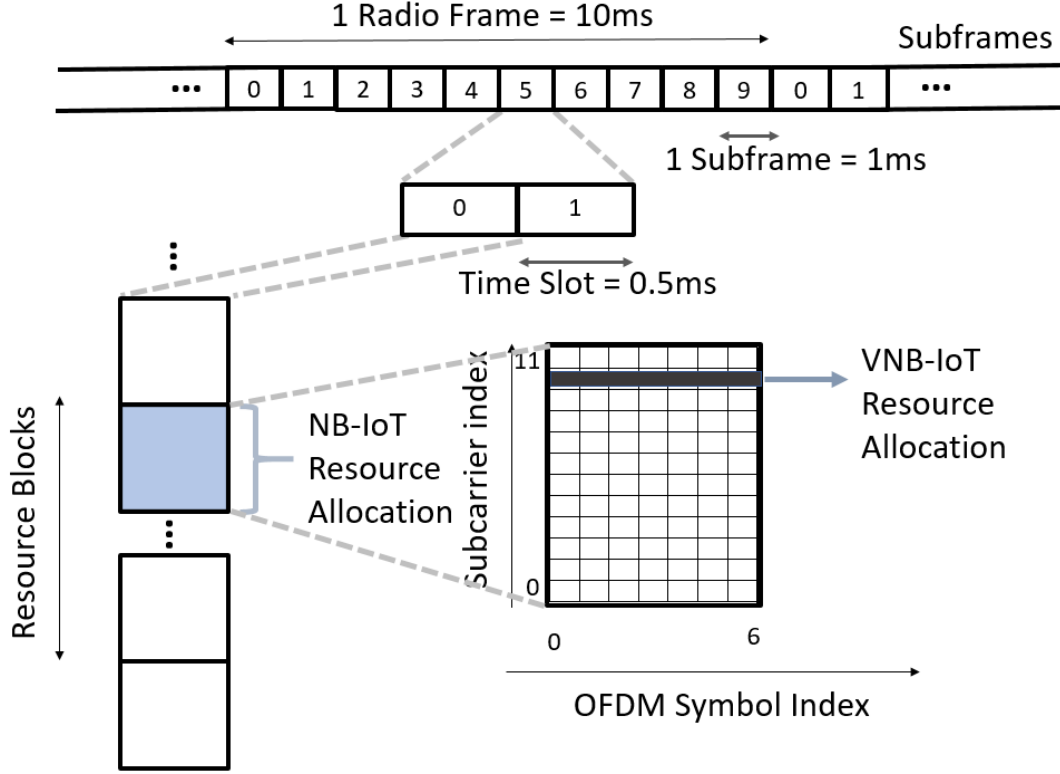 1 Radio Frame = 10ms
Subframes
... 0 1 2 3 4 5 6 7 8 9 0 1 ...
1 Subframe = 1ms
0 1
Time Slot = 0.5ms
Resource Blocks
NB-IoT
Resource
Allocation
Subcarrier index
11
0
0 6
OFDM Symbol Index
VNB-IoT
Resource
Allocation